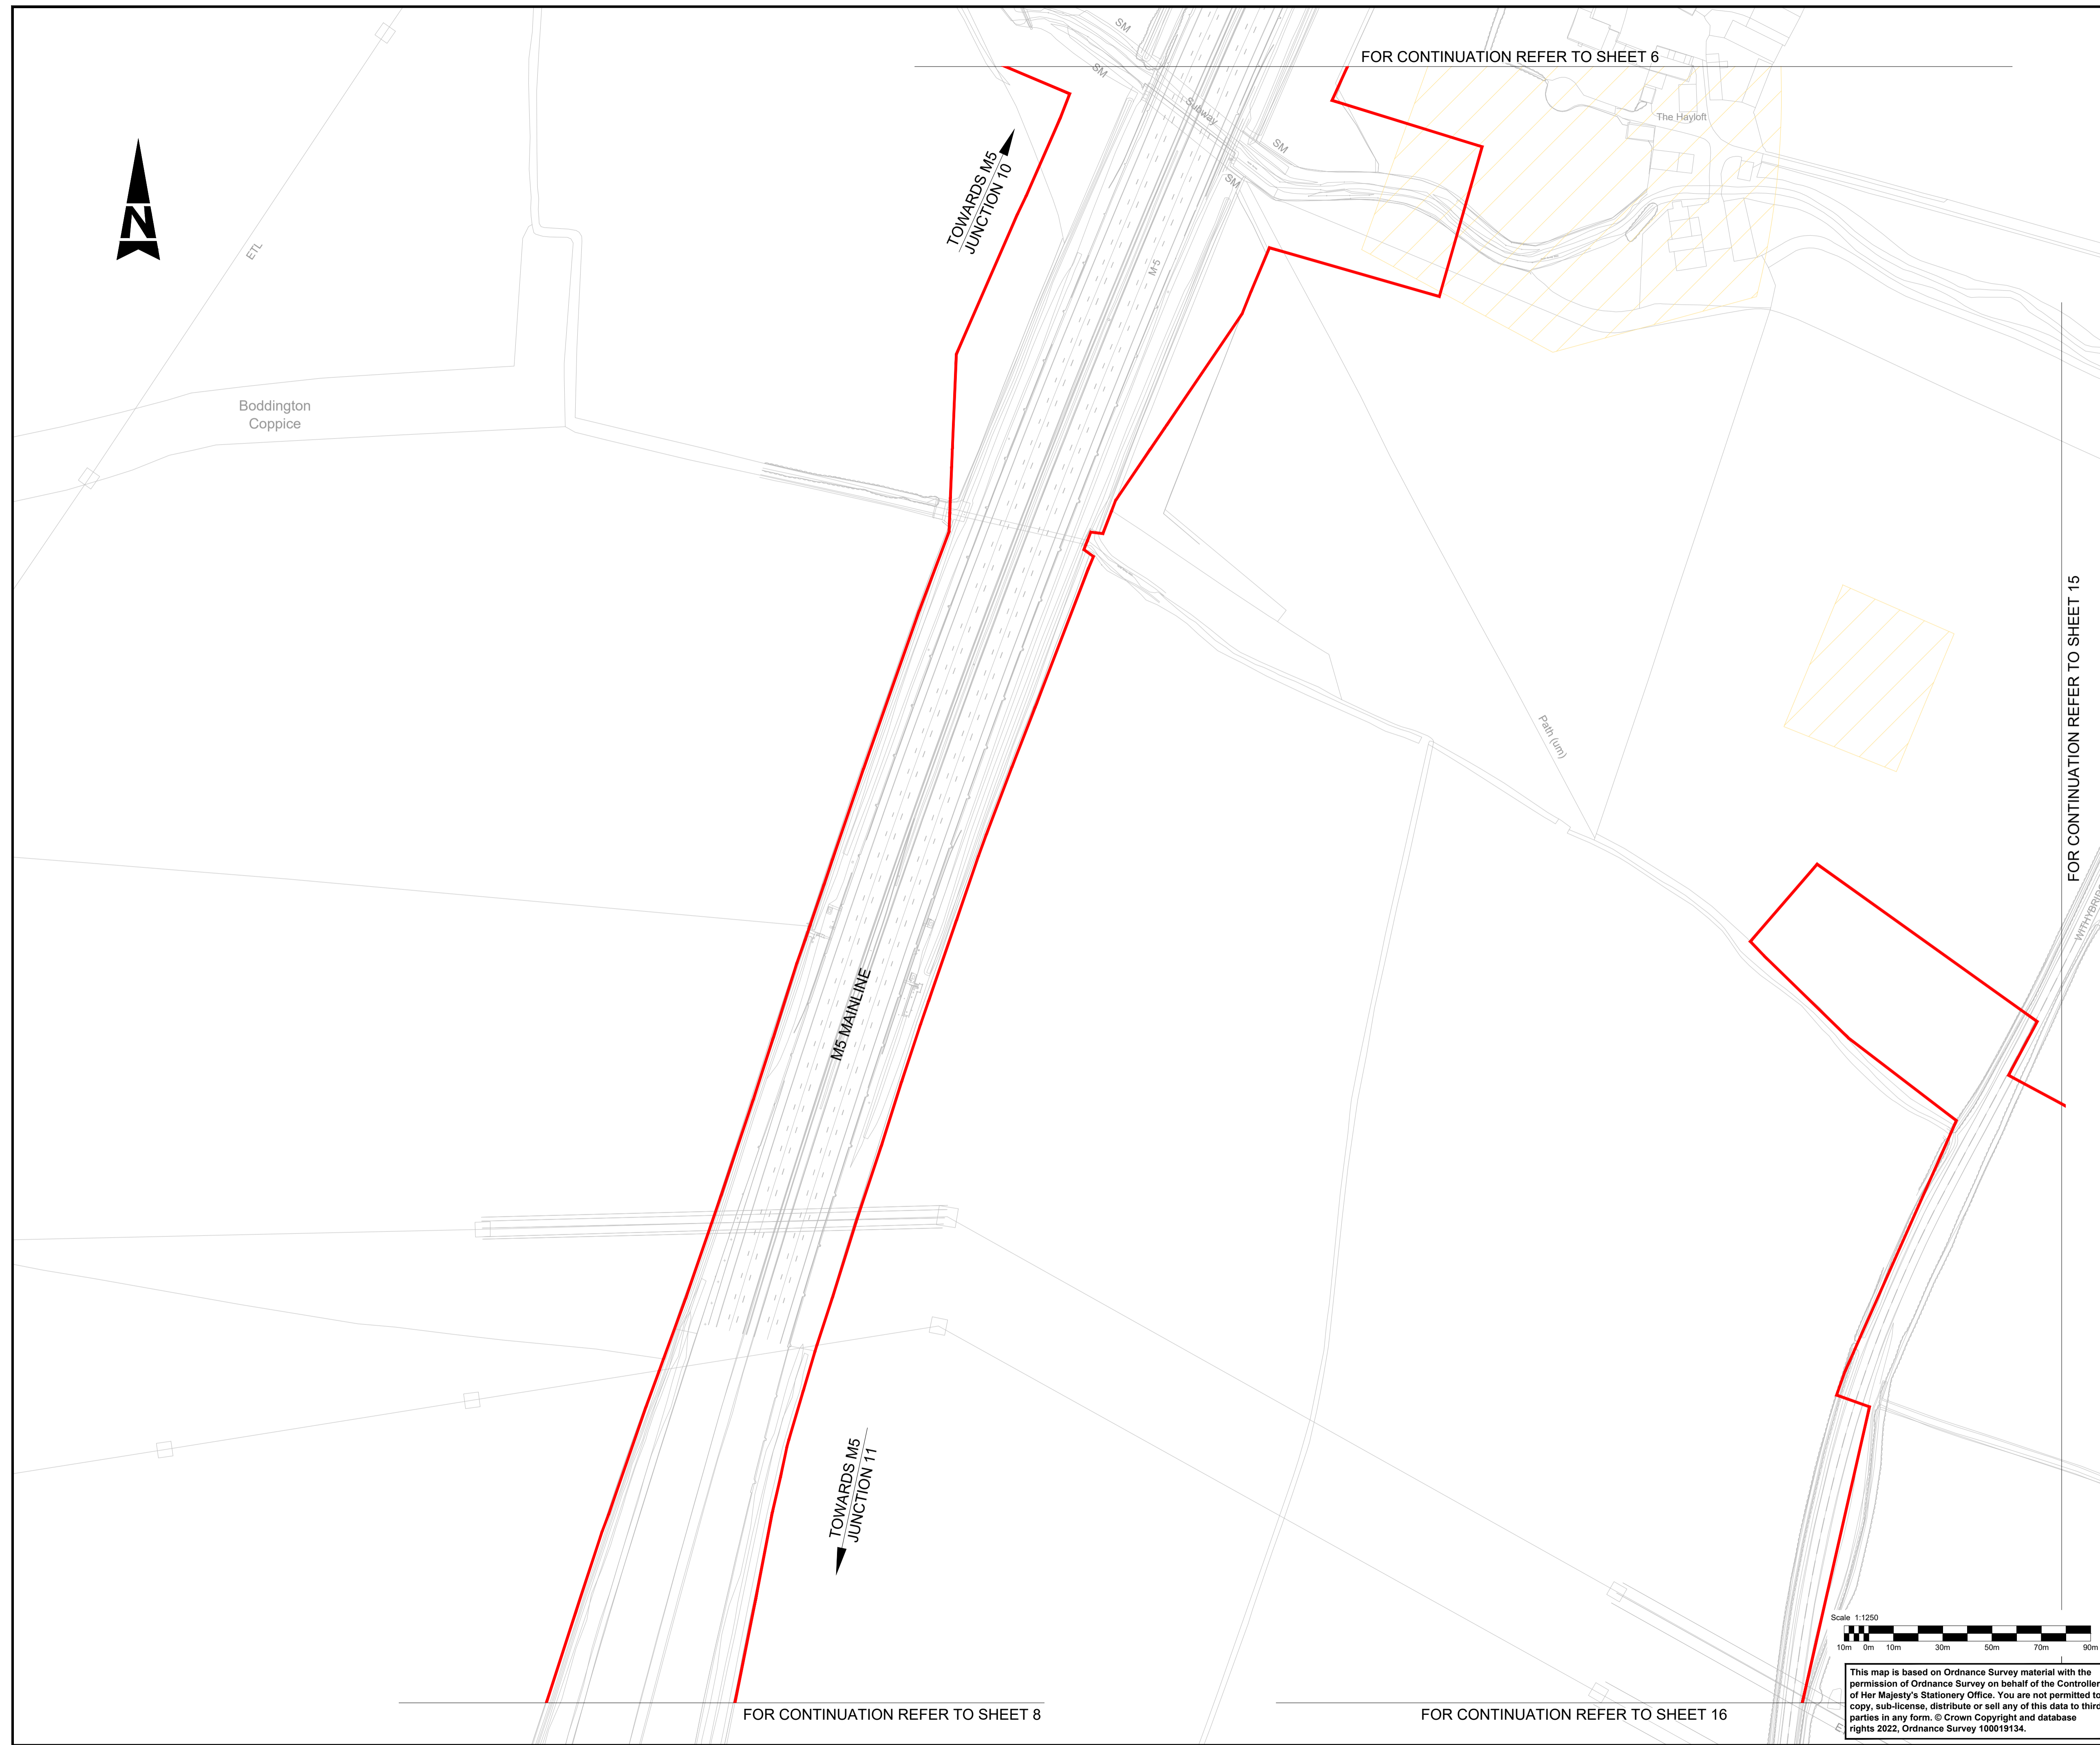 FOR CONTINUATION REFER TO SHEET 6
SM
SM
Subway
SM
SM
The Hayloft
N
TOWARDS M5
JUNCTION 10
M 5
ETL
Boddington
Coppice
FOR CONTINUATION REFER TO SHEET 15
Path (um)
M5 MAINLINE
TOWARDS M5
JUNCTION 11
Scale 1:1250
10m 0m 10m 30m 50m 70m 90m
This map is based on Ordnance Survey material with the
permission of Ordnance Survey on behalf of the Controller
of Her Majesty's Stationery Office. You are not permitted to
copy, sub-license, distribute or sell any of this data to third
parties in any form. © Crown Copyright and database
rights 2022, Ordnance Survey 100019134.
FOR CONTINUATION REFER TO SHEET 8
FOR CONTINUATION REFER TO SHEET 16